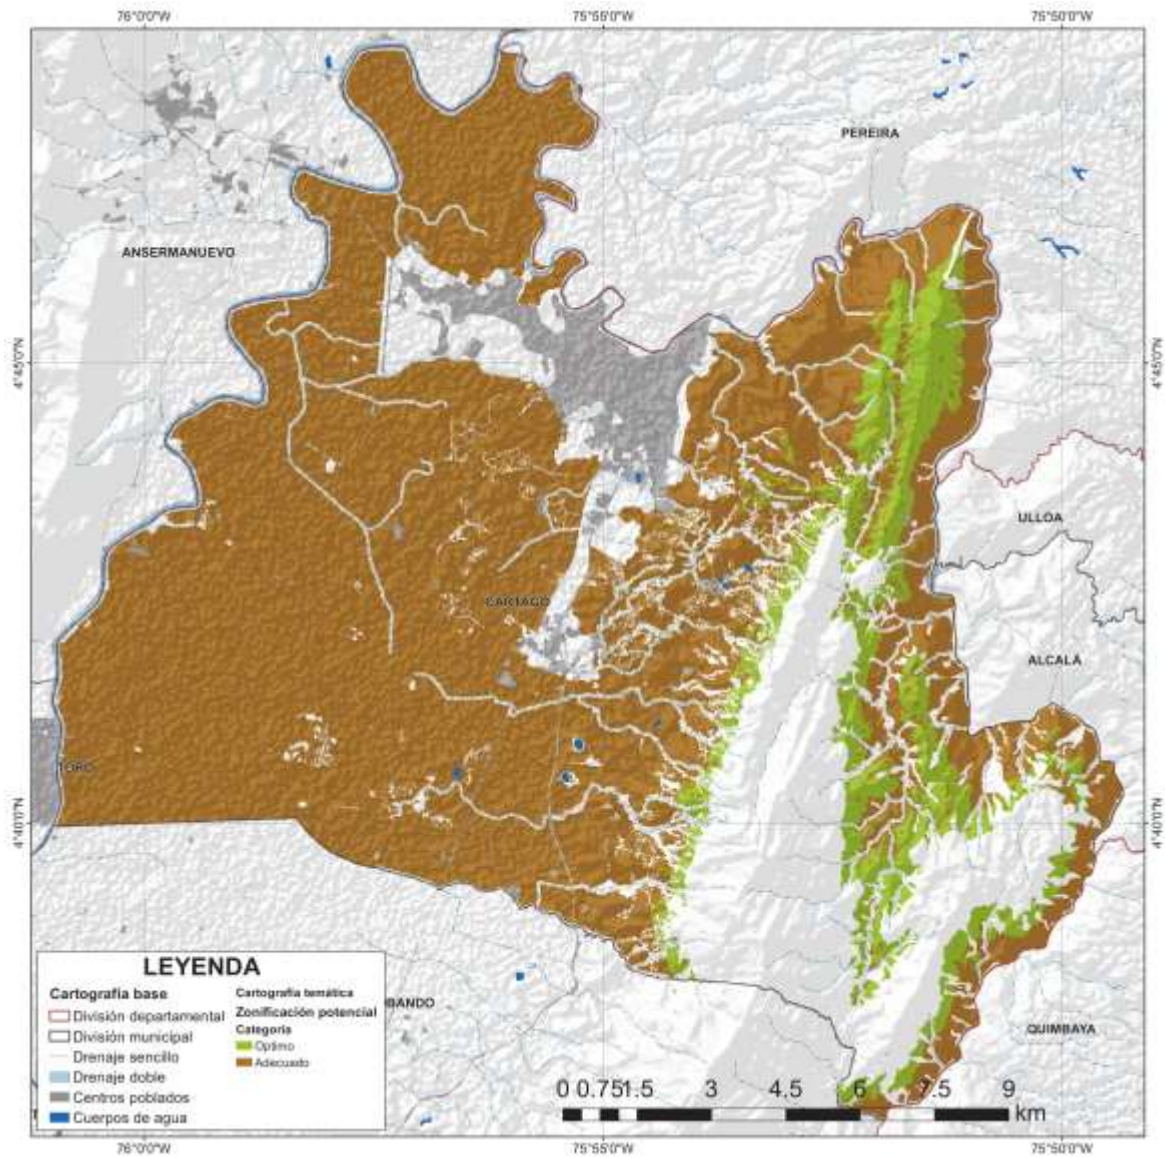 76°0'0"W
75°55'0"W
75°50'0"W
PEREIRA
ANSERMANUEVO
4°45'0"N
4°45'0"N
ULLOA
CARTAGO
ALCALÁ
TORO
4°40'0"N
4°40'0"N
LEYENDA
Cartografía base
División departamental
División municipal
Drenaje sencillo
Drenaje doble
Centros poblados
Cuerpos de agua
Cartografía temática
Zonificación potencial
Categoría
Optimo
Adecuado
OBANDO
QUIMBAYA
0 0.75 1.5 3 4.5 6 7.5 9
km
76°0'0"W
75°55'0"W
75°50'0"W